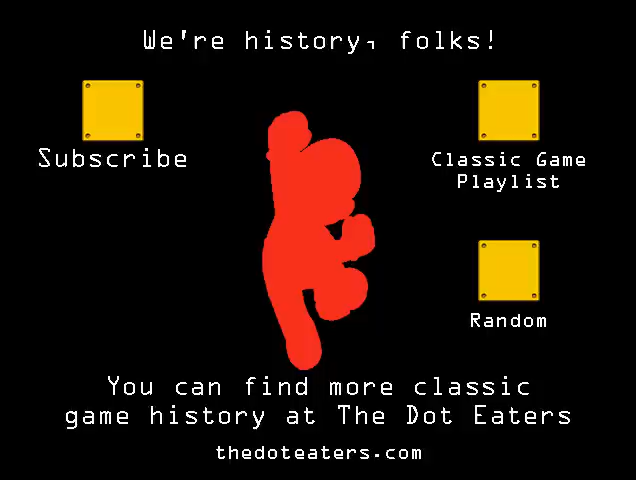 We're history, folks!
Subscribe
Classic Game
Playlist
Random
You can find more classic
game history at The Dot Eaters
thedoteaters.com